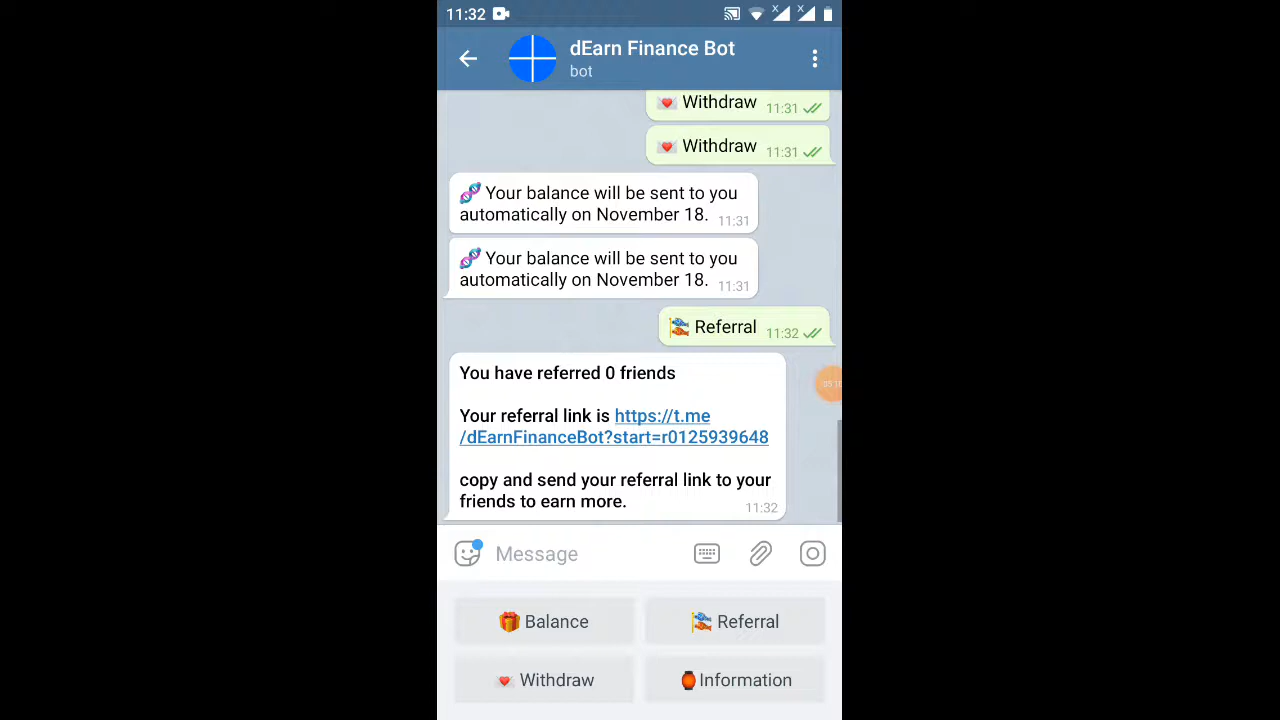 11:32
dEarn Finance Bot
bot
Withdraw 11:31
Withdraw 11:31
Your balance will be sent to you
automatically on November 18. 11:31
Your balance will be sent to you
automatically on November 18. 11:31
Referral 11:32
You have referred 0 friends
Your referral link is https://t.me
/dEarnFinanceBot?start=r0125939648
copy and send your referral link to your
friends to earn more. 11:32
Message
Balance
Referral
Withdraw
Information